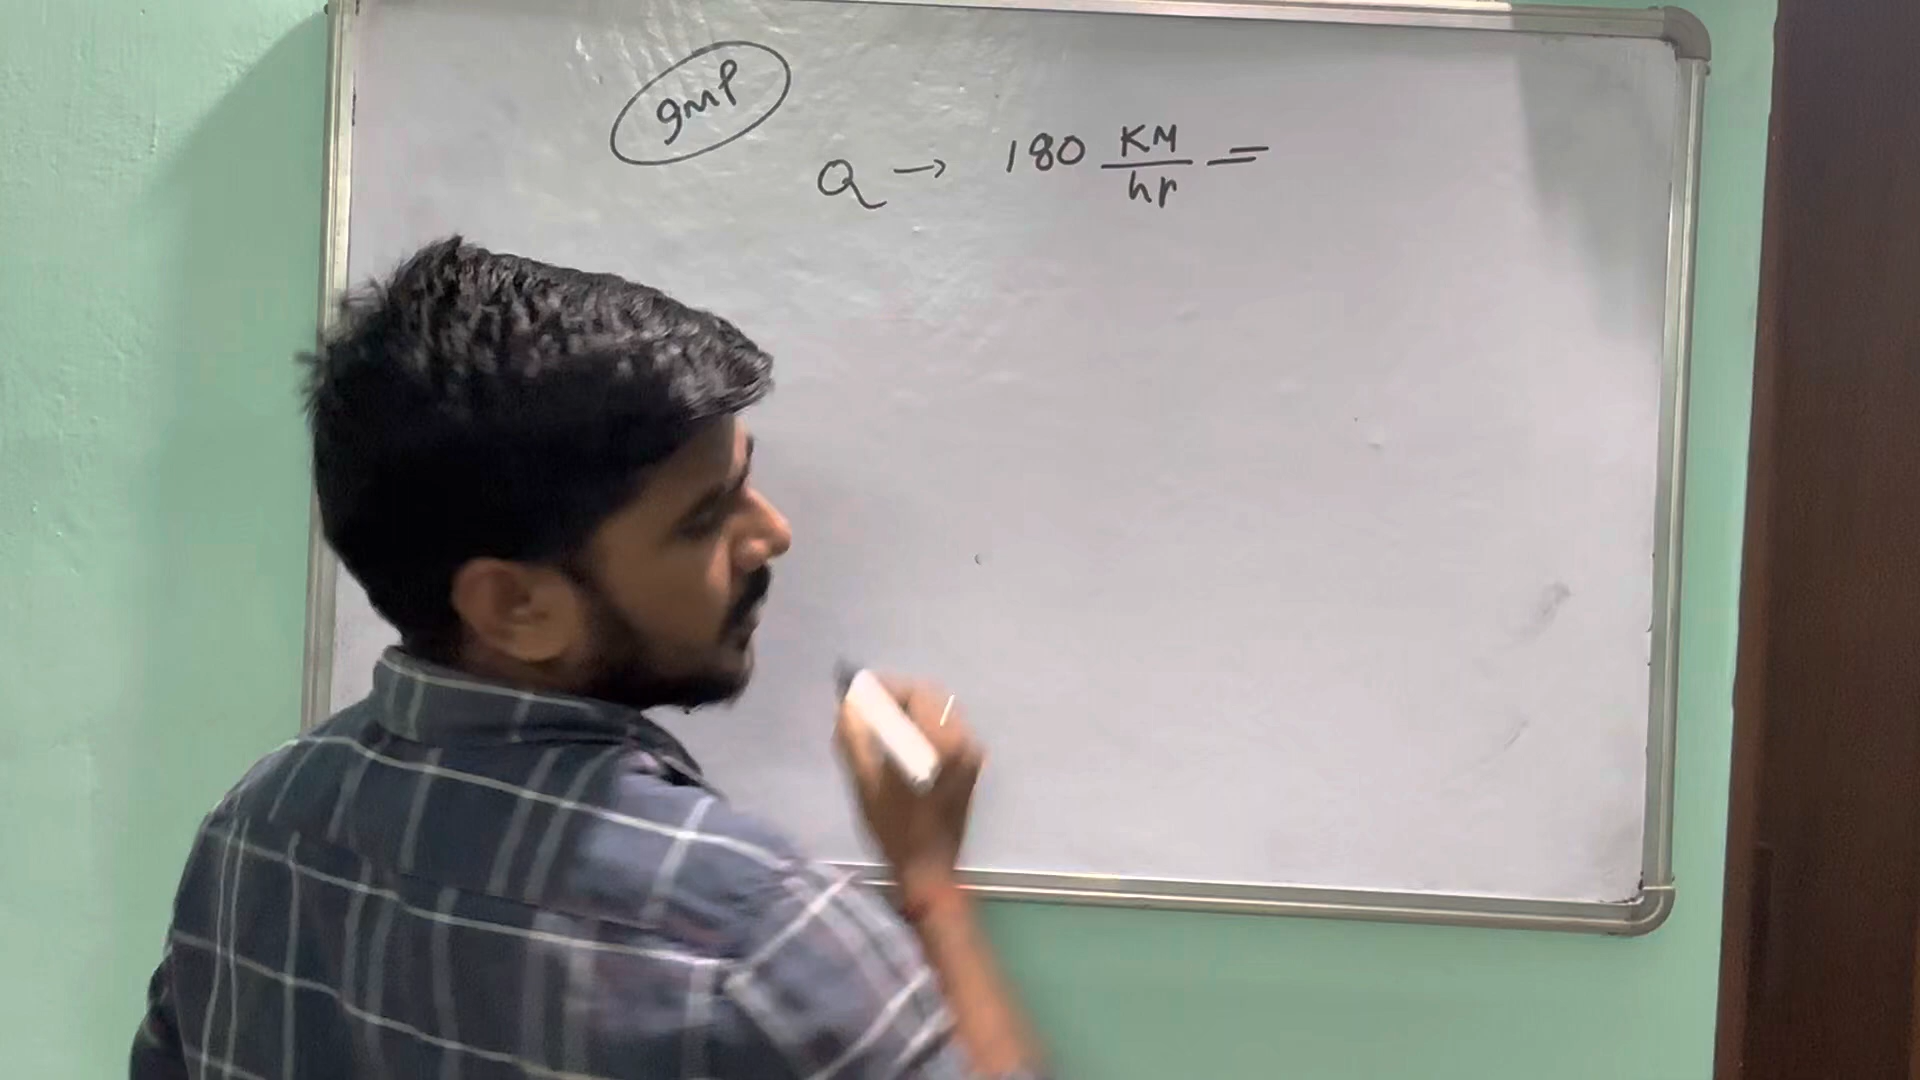 gmp
Q → 180 KM/hr =